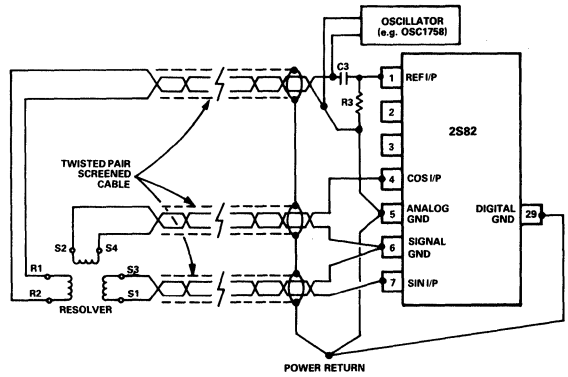 OSCILLATOR
(e.g. OSC1758)
C3
R3
1 REF I/P
2
3
2S82
4 COS I/P
5 ANALOG
GND
6 SIGNAL
GND
7 SIN I/P
DIGITAL
GND
29
TWISTED PAIR
SCREENED
CABLE
S2
S4
R1
R2
S3
S1
RESOLVER
POWER RETURN